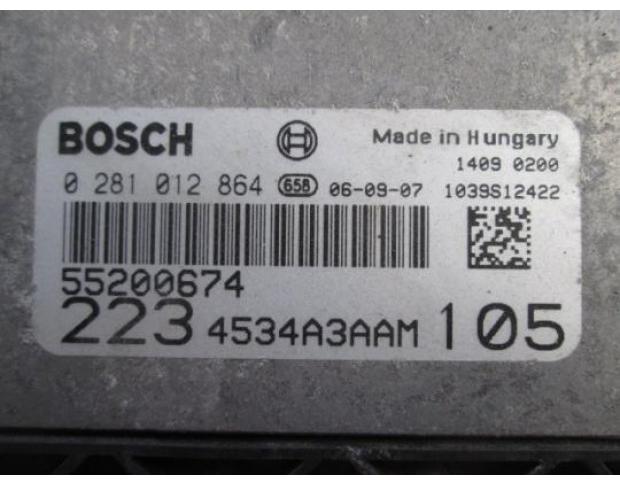 BOSCH Made in Hungary
1409 0200
0 281 012 864 658 06-09-07 1039S12422
55200674
223 4534A3AAM 105